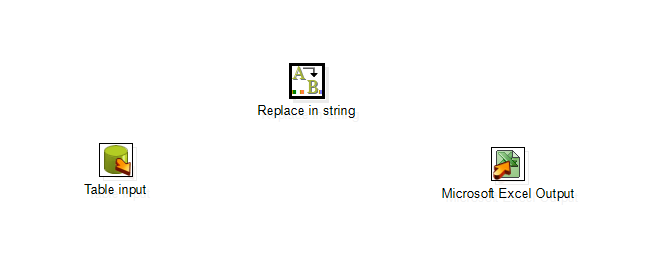 A
B
Replace in string
Table input
Microsoft Excel Output